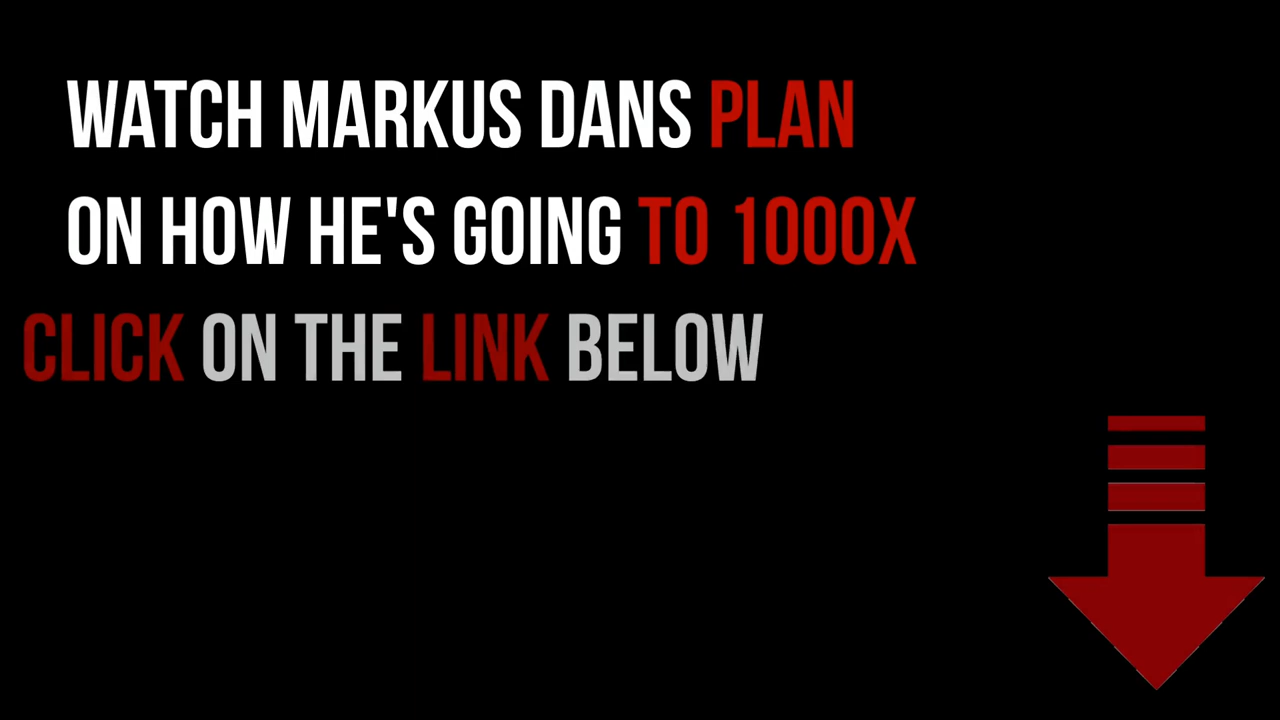 WATCH MARKUS DANS PLAN
ON HOW HE'S GOING TO 1000X
CLICK ON THE LINK BELOW